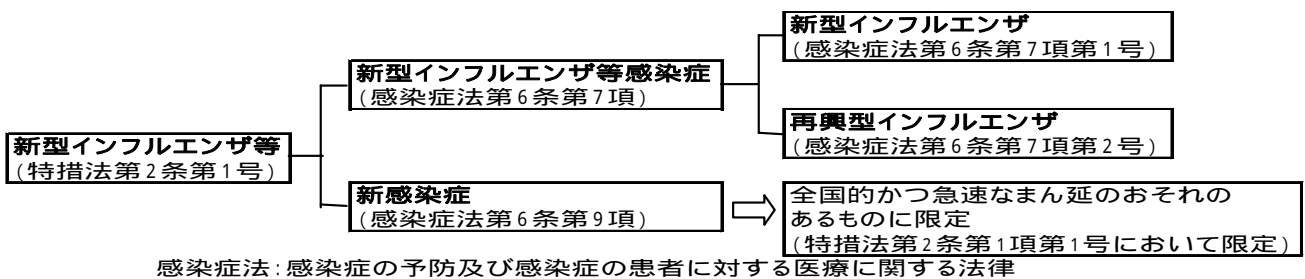 新型インフルエンザ等
(特措法第2条第1号)
新型インフルエンザ等感染症
(感染症法第6条第7項)
新型インフルエンザ
(感染症法第6条第7項第1号)
再興型インフルエンザ
(感染症法第6条第7項第2号)
新感染症
(感染症法第6条第9項)
全国的かつ急速なまん延のおそれの
あるものに限定
(特措法第2条第1項第1号において限定)
感染症法:感染症の予防及び感染症の患者に対する医療に関する法律